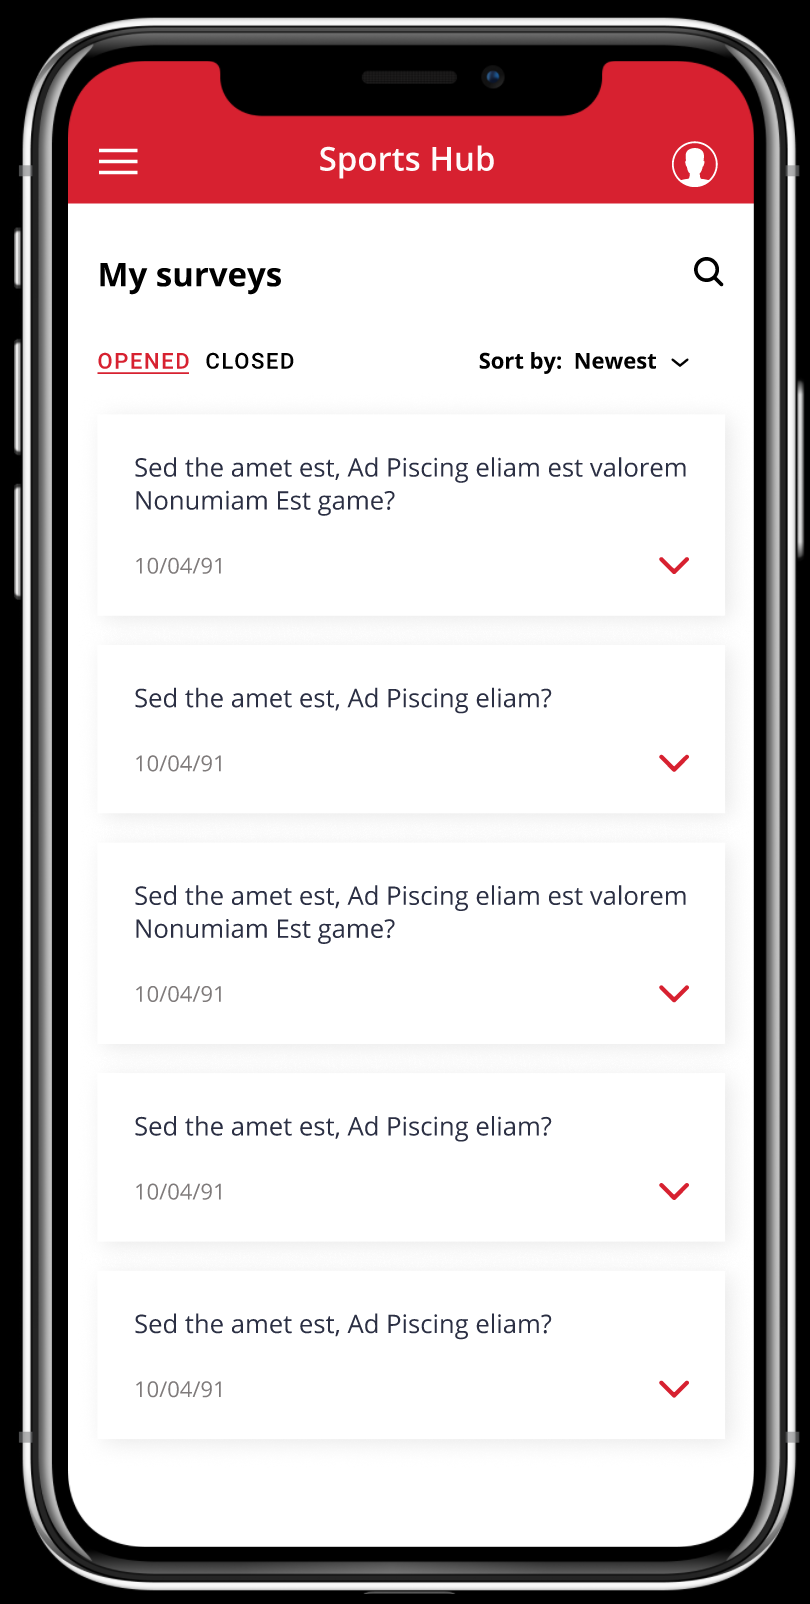 Sports Hub
My surveys
OPENED CLOSED Sort by: Newest
Sed the amet est, Ad Piscing eliam est valorem
Nonumiam Est game?
10/04/91
Sed the amet est, Ad Piscing eliam?
10/04/91
Sed the amet est, Ad Piscing eliam est valorem
Nonumiam Est game?
10/04/91
Sed the amet est, Ad Piscing eliam?
10/04/91
Sed the amet est, Ad Piscing eliam?
10/04/91